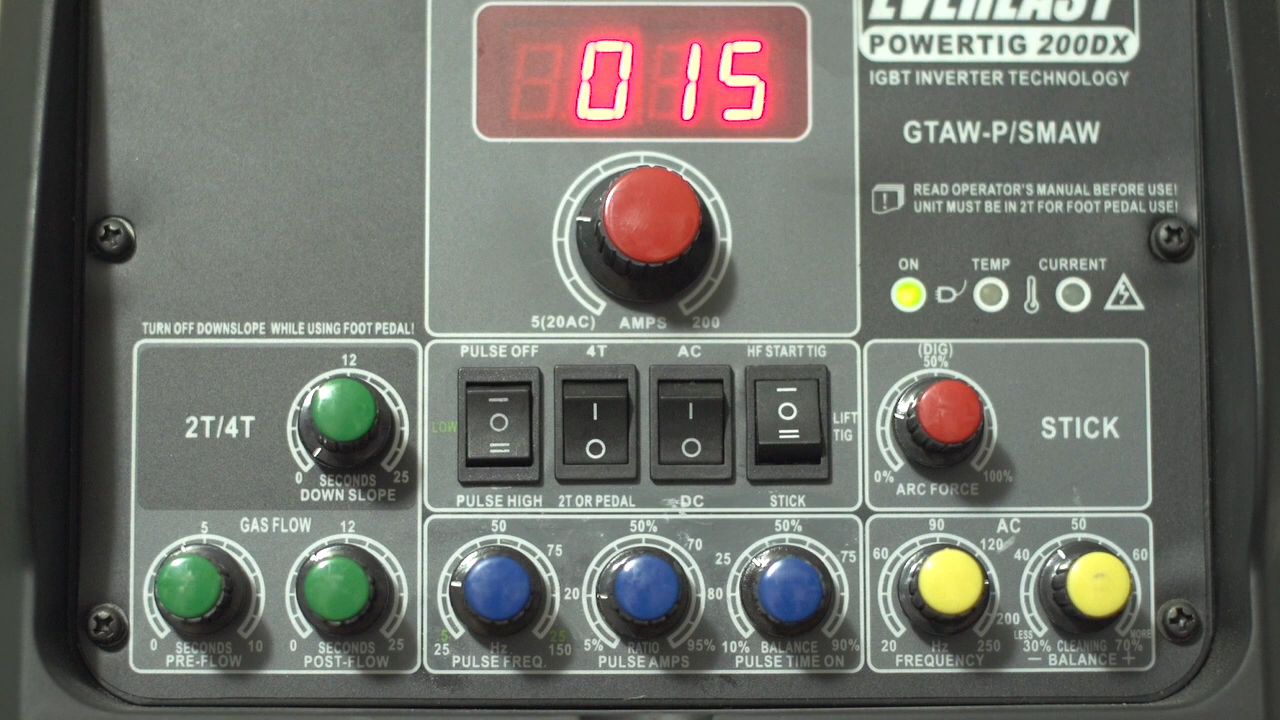 015
EVERLAST
POWERTIG 200DX
IGBT INVERTER TECHNOLOGY
GTAW-P/SMAW
READ OPERATOR'S MANUAL BEFORE USE!
UNIT MUST BE IN 2T FOR FOOT PEDAL USE!
ON TEMP CURRENT
5(20AC) AMPS 200
TURN OFF DOWNSLOPE WHILE USING FOOT PEDAL!
12
2T/4T
0 SECONDS 25
DOWN SLOPE
PULSE OFF 4T AC HF START TIG
LOW
LIFT
TIG
PULSE HIGH 2T OR PEDAL DC STICK
(DIG)
50%
STICK
0% 100%
ARC FORCE
GAS FLOW
5 12
0 SECONDS 10
PRE-FLOW
0 SECONDS 25
POST-FLOW
50
75
5 25
25 Hz 150
PULSE FREQ.
50%
20 70
80
5% RATIO 95%
PULSE AMPS
50%
25 75
10% BALANCE 90%
PULSE TIME ON
AC
90
60 120
200
20 Hz 250
FREQUENCY
50
40 60
LESS MORE
30% CLEANING 70%
— BALANCE +